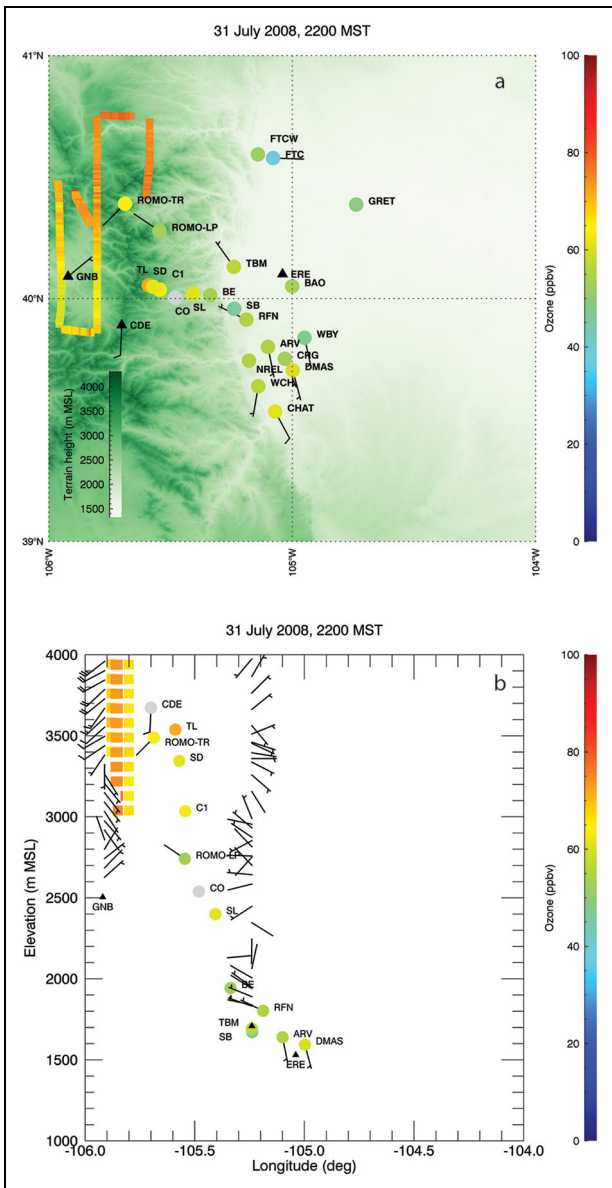 31 July 2008, 2200 MST
41°N
a
100
FTCW
FTC
80
ROMO-TR
GRET
ROMO-LP
TBM
60
GNB
TL SD C1
ERE
BAO
40°N
BE
CO SL
SB
RFN
CDE
WBY
40
ARV
CRG
NREL
DMAS
WCH
CHAT
4000
3500
3000
2500
2000
1500
Terrain height (m MSL)
20
0
39°N
106°W
105°W
104°W
Ozone (ppbv)
31 July 2008, 2200 MST
4000
b
100
CDE
TL
3500
ROMO-TR
SD
80
3000
C1
ROMO-LP
60
2500
CO
GNB
SL
2000
BE
40
RFN
TBM
SB
ARV
DMAS
1500
ERE
20
1000
0
-106.0
-105.5
-105.0
-104.5
-104.0
Longitude (deg)
Elevation (m MSL)
Ozone (ppbv)